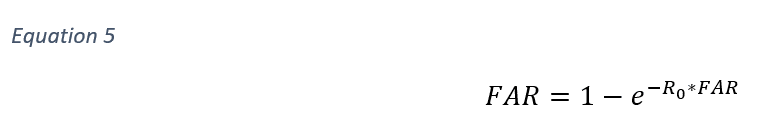 Equation 5
FAR = 1 − e^{−R₀∗FAR}